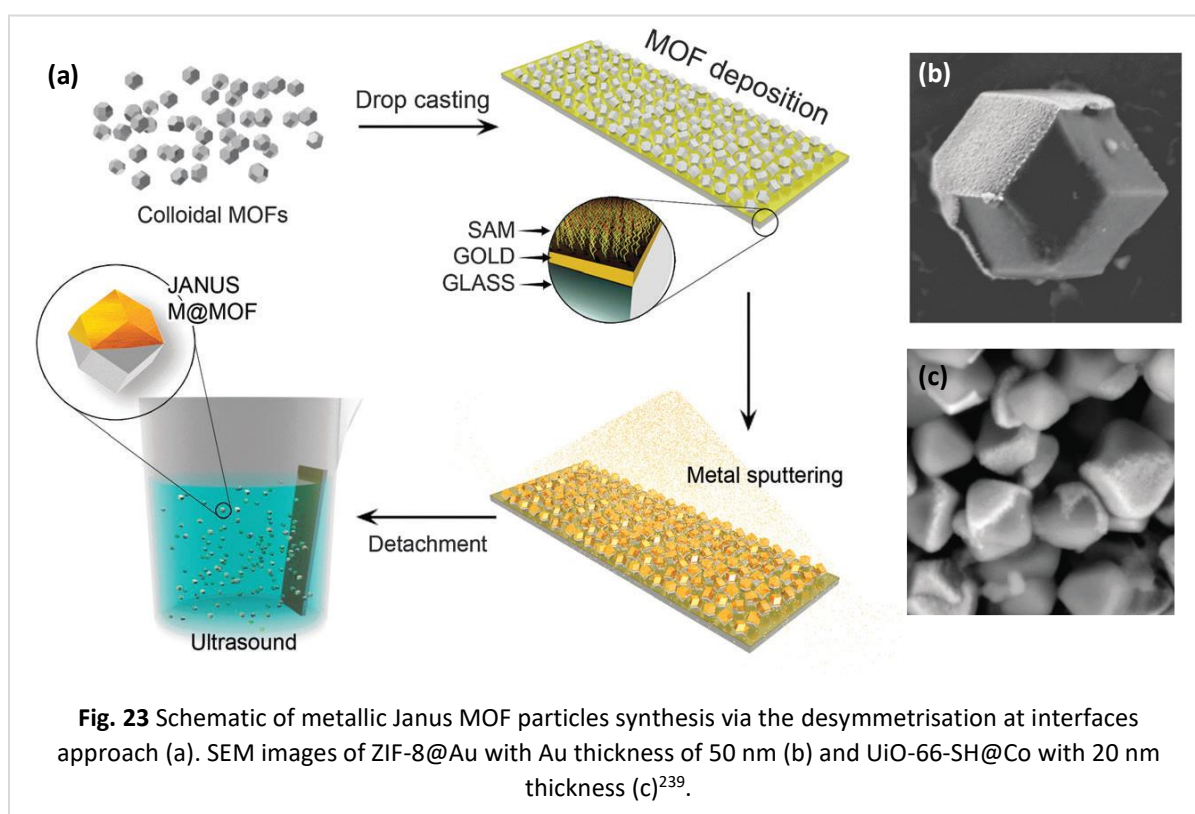 (a)
Colloidal MOFs
Drop casting
MOF deposition
SAM
GOLD
GLASS
Metal sputtering
Detachment
Ultrasound
JANUS
M@MOF
(b)
(c)
Fig. 23 Schematic of metallic Janus MOF particles synthesis via the desymmetrisation at interfaces
approach (a). SEM images of ZIF-8@Au with Au thickness of 50 nm (b) and UiO-66-SH@Co with 20 nm
thickness (c)239.